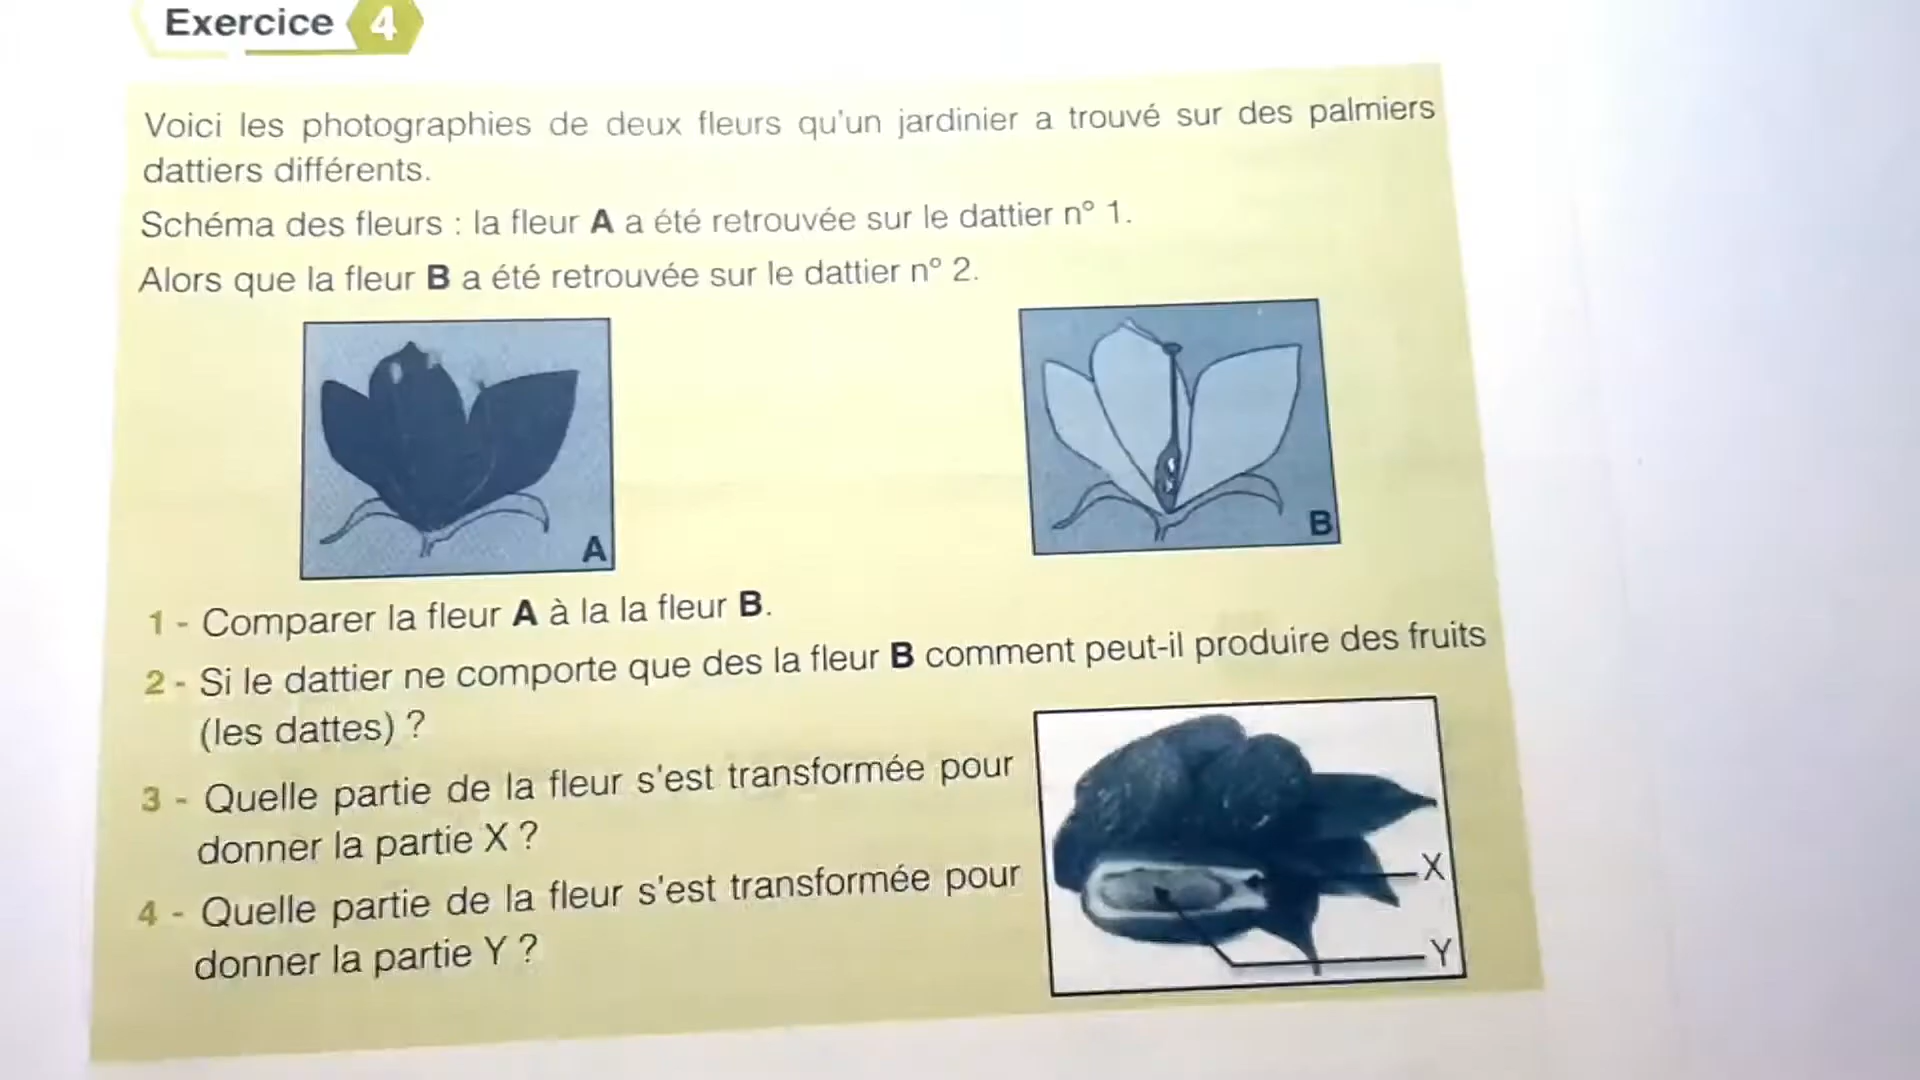 Exercice 4
Voici les photographies de deux fleurs qu'un jardinier a trouvé sur des palmiers
dattiers différents.
Schéma des fleurs : la fleur A a été retrouvée sur le dattier n° 1.
Alors que la fleur B a été retrouvée sur le dattier n° 2.
A
B
1 - Comparer la fleur A à la la fleur B.
2 - Si le dattier ne comporte que des la fleur B comment peut-il produire des fruits
(les dattes) ?
3 - Quelle partie de la fleur s'est transformée pour
donner la partie X ?
4 - Quelle partie de la fleur s'est transformée pour
donner la partie Y ?
X
Y